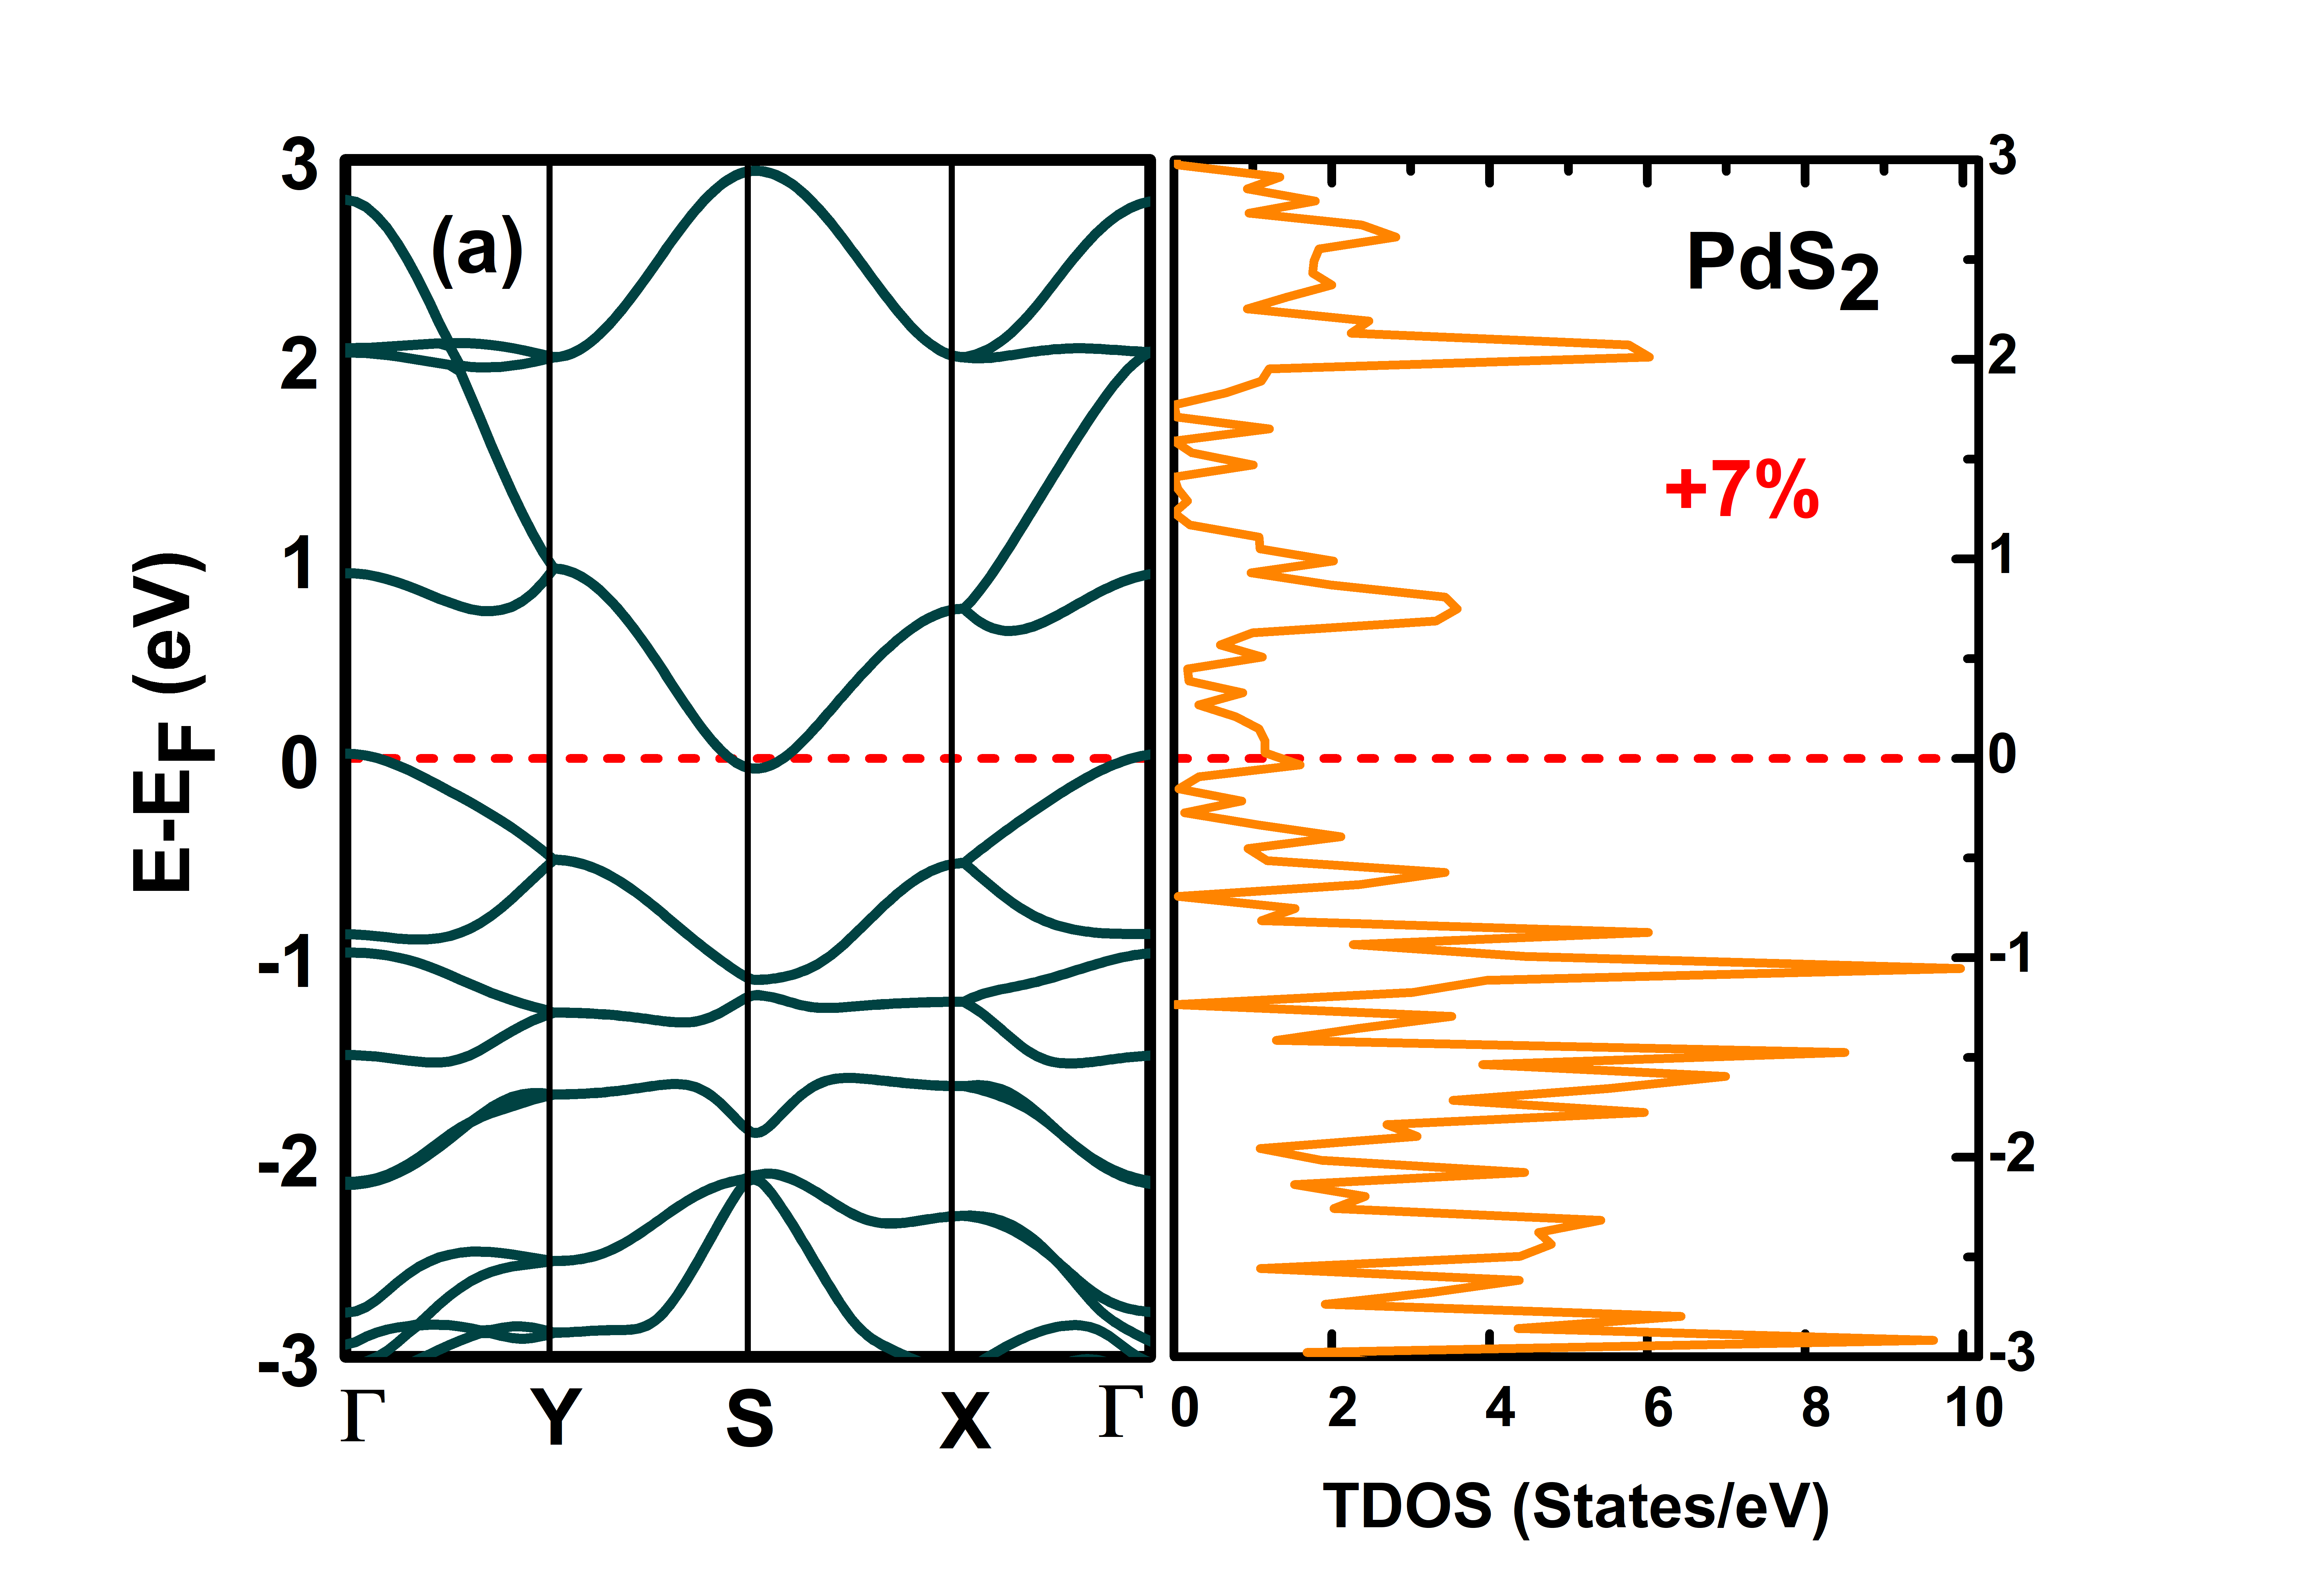 (a)
PdS2
+7%
E-EF (eV)
3
2
1
0
-1
-2
-3
3
2
1
0
-1
-2
-3
Γ Y S X Γ
0 2 4 6 8 10
TDOS (States/eV)